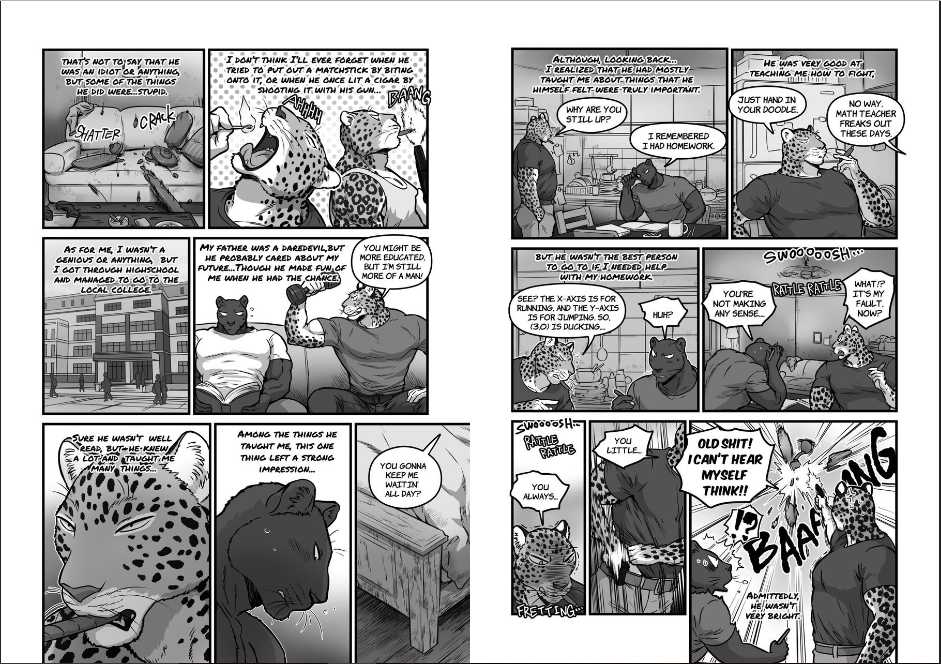 THAT'S NOT TO SAY THAT HE
WAS AN IDIOT OR ANYTHING,
BUT SOME OF THE THINGS
HE DID WERE...STUPID.
SHATTER
CRACK
I DON'T THINK I'LL EVER FORGET WHEN HE
TRIED TO PUT OUT A MATCHSTICK BY BITING
ONTO IT, OR WHEN HE ONCE LIT A CIGAR BY
SHOOTING IT WITH HIS GUN...
AHHHH
BAANG
AS FOR ME, I WASN'T A
GENIOUS OR ANYTHING, BUT
I GOT THROUGH HIGHSCHOOL
AND MANAGED TO GO TO THE
LOCAL COLLEGE.
MY FATHER WAS A DAREDEVIL,BUT
HE PROBABLY CARED ABOUT MY
FUTURE...THOUGH HE MADE FUN OF
ME WHEN HE HAD THE CHANCE.
YOU MIGHT BE
MORE EDUCATED,
BUT I'M STILL
MORE OF A MAN!
SURE HE WASN'T WELL
READ, BUT HE KNEW
A LOT AND TAUGHT ME
MANY THINGS...
AMONG THE THINGS HE
TAUGHT ME, THIS ONE
THING LEFT A STRONG
IMPRESSION...
YOU GONNA
KEEP ME
WAITIN'
ALL DAY?
ALTHOUGH, LOOKING BACK...
I REALIZED THAT HE HAD MOSTLY
TAUGHT ME ABOUT THINGS THAT HE
HIMSELF FELT WERE TRULY IMPORTANT.
WHY ARE YOU
STILL UP?
I REMEMBERED
I HAD HOMEWORK.
HE WAS VERY GOOD AT
TEACHING ME HOW TO FIGHT,
JUST HAND IN
YOUR DOODLE.
NO WAY.
MATH TEACHER
FREAKS OUT
THESE DAYS.
BUT HE WASN'T THE BEST PERSON
TO GO TO IF I NEEDED HELP
WITH MY HOMEWORK.
SEE? THE X-AXIS IS FOR
RUNNING, AND THE Y-AXIS
IS FOR JUMPING. SO,
(3,0) IS DUCKING...
HUH?
SWOOOOOSH...
RATTLE RATTLE
YOU'RE
NOT MAKING
ANY SENSE...
WHAT!?
IT'S MY
FAULT,
NOW?
SWOOOOOSH...
RATTLE
RATTLE
YOU
ALWAYS...
FRETTING...
YOU
LITTLE...
OLD SHIT!
I CAN'T HEAR
MYSELF
THINK!!
!?
BAAANING
ADMITTEDLY,
HE WASN'T
VERY BRIGHT.